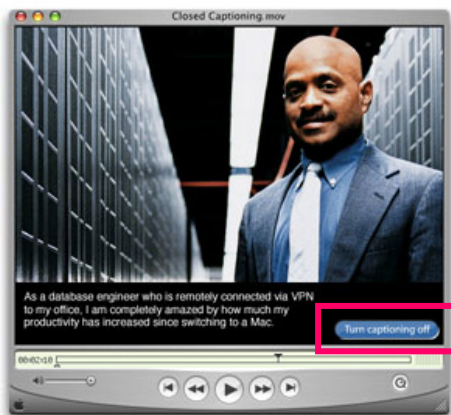 Closed Captioning.mov
As a database engineer who is remotely connected via VPN
to my office, I am completely amazed by how much my
productivity has increased since switching to a Mac.
Turn captioning off
00:02:10